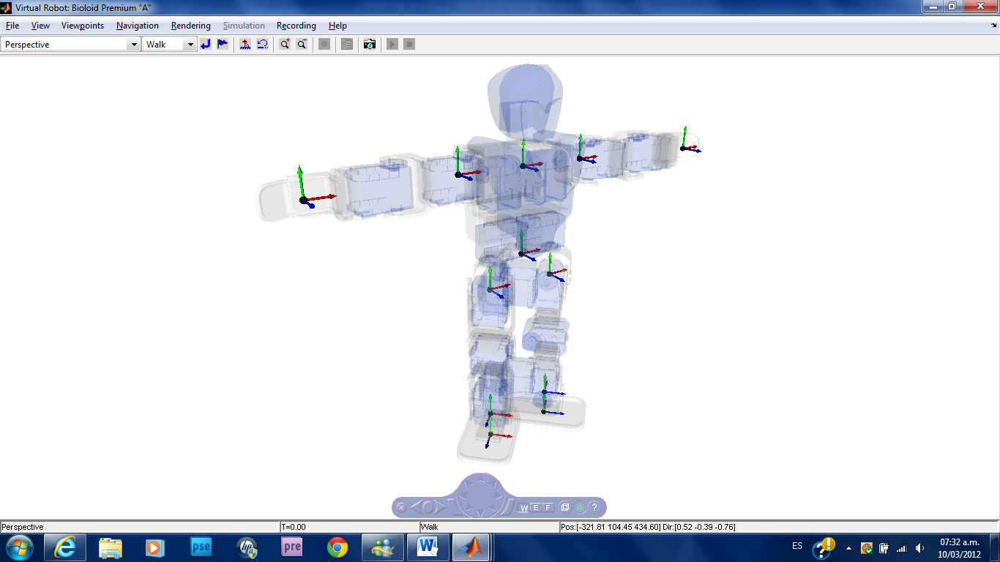 Virtual Robot: Bioloid Premium "A"
File View Viewpoints Navigation Rendering Simulation Recording Help
Perspective Walk
W E F ?
Perspective T=0.00 Walk Pos:[-321.81 104.45 434.60] Dir:[0.52 -0.39 -0.76]
pse hp pre W ES ? 07:32 a.m.
10/03/2012